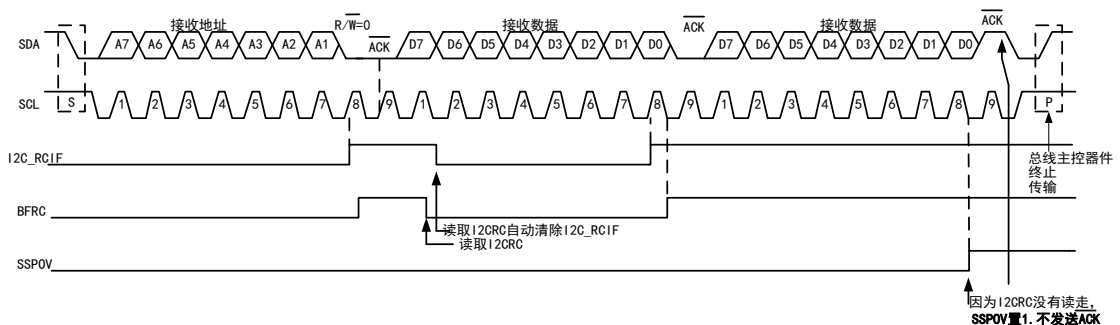 接收地址 R/W=0 接收数据 ACK 接收数据 ACK
SDA A7 A6 A5 A4 A3 A2 A1 ACK D7 D6 D5 D4 D3 D2 D1 D0 D7 D6 D5 D4 D3 D2 D1 D0
SCL S 1 2 3 4 5 6 7 8 9 1 2 3 4 5 6 7 8 9 1 2 3 4 5 6 7 8 9 P
I2C_RCIF
总线主控器件
终止
传输
BFRC
读取I2CRC自动清除I2C_RCIF
读取I2CRC
SSPOV
因为I2CRC没有读走,
SSPOV置1.不发送ACK